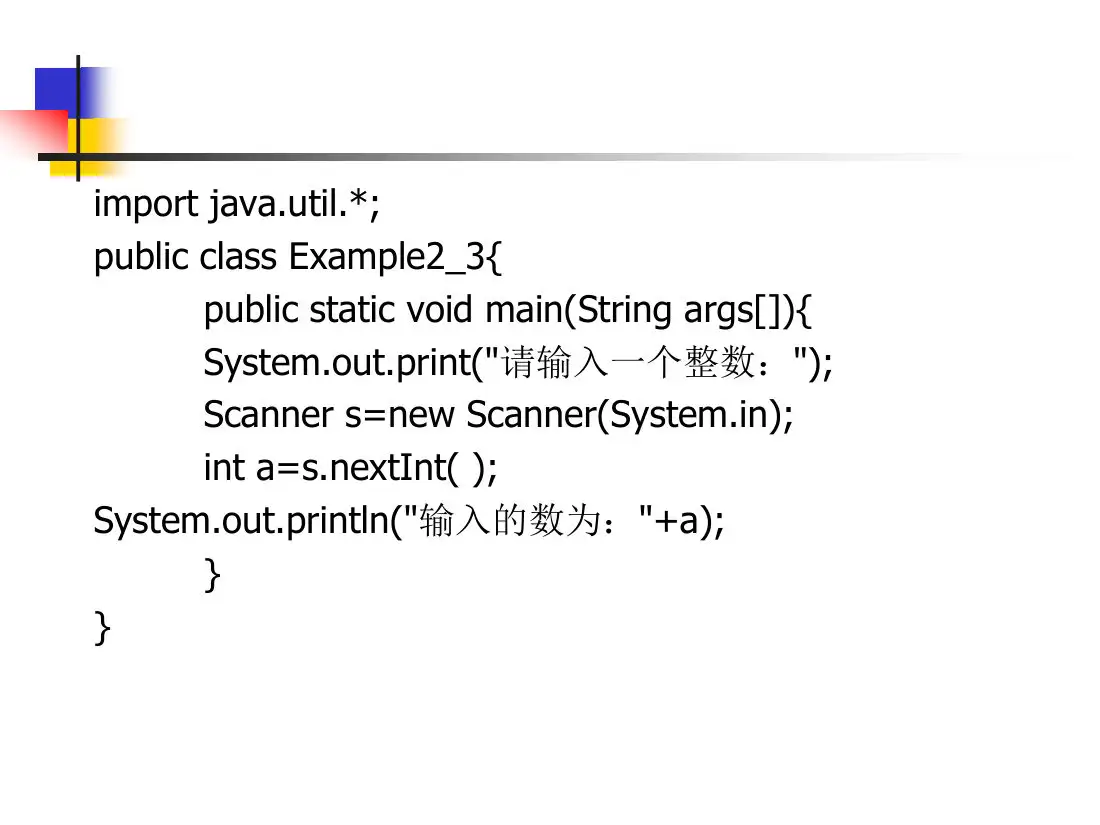 import java.util.*;
public class Example2_3{
public static void main(String args[]){
System.out.print("请输入一个整数：");
Scanner s=new Scanner(System.in);
int a=s.nextInt( );
System.out.println("输入的数为："+a);
}
}